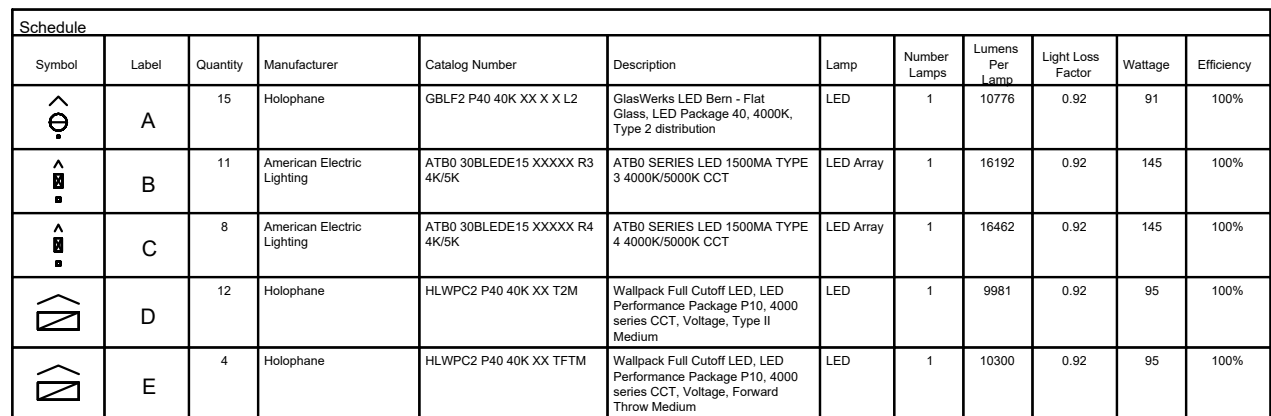 Schedule
Symbol Label Quantity Manufacturer Catalog Number Description Lamp Number Lamps Lumens Per Lamp Light Loss Factor Wattage Efficiency
A 15 Holophane GBLF2 P40 40K XX X X L2 GlasWerks LED Bern - Flat LED 1 10776 0.92 91 100%
Glass, LED Package 40, 4000K,
Type 2 distribution
B 11 American Electric ATB0 30BLEDE15 XXXXX R3 ATB0 SERIES LED 1500MA TYPE LED Array 1 16192 0.92 145 100%
Lighting 4K/5K 3 4000K/5000K CCT
C 8 American Electric ATB0 30BLEDE15 XXXXX R4 ATB0 SERIES LED 1500MA TYPE LED Array 1 16462 0.92 145 100%
Lighting 4K/5K 4 4000K/5000K CCT
D 12 Holophane HLWPC2 P40 40K XX T2M Wallpack Full Cutoff LED, LED LED 1 9981 0.92 95 100%
Performance Package P10, 4000
series CCT, Voltage, Type II
Medium
E 4 Holophane HLWPC2 P40 40K XX TFTM Wallpack Full Cutoff LED, LED LED 1 10300 0.92 95 100%
Performance Package P10, 4000
series CCT, Voltage, Forward
Throw Medium